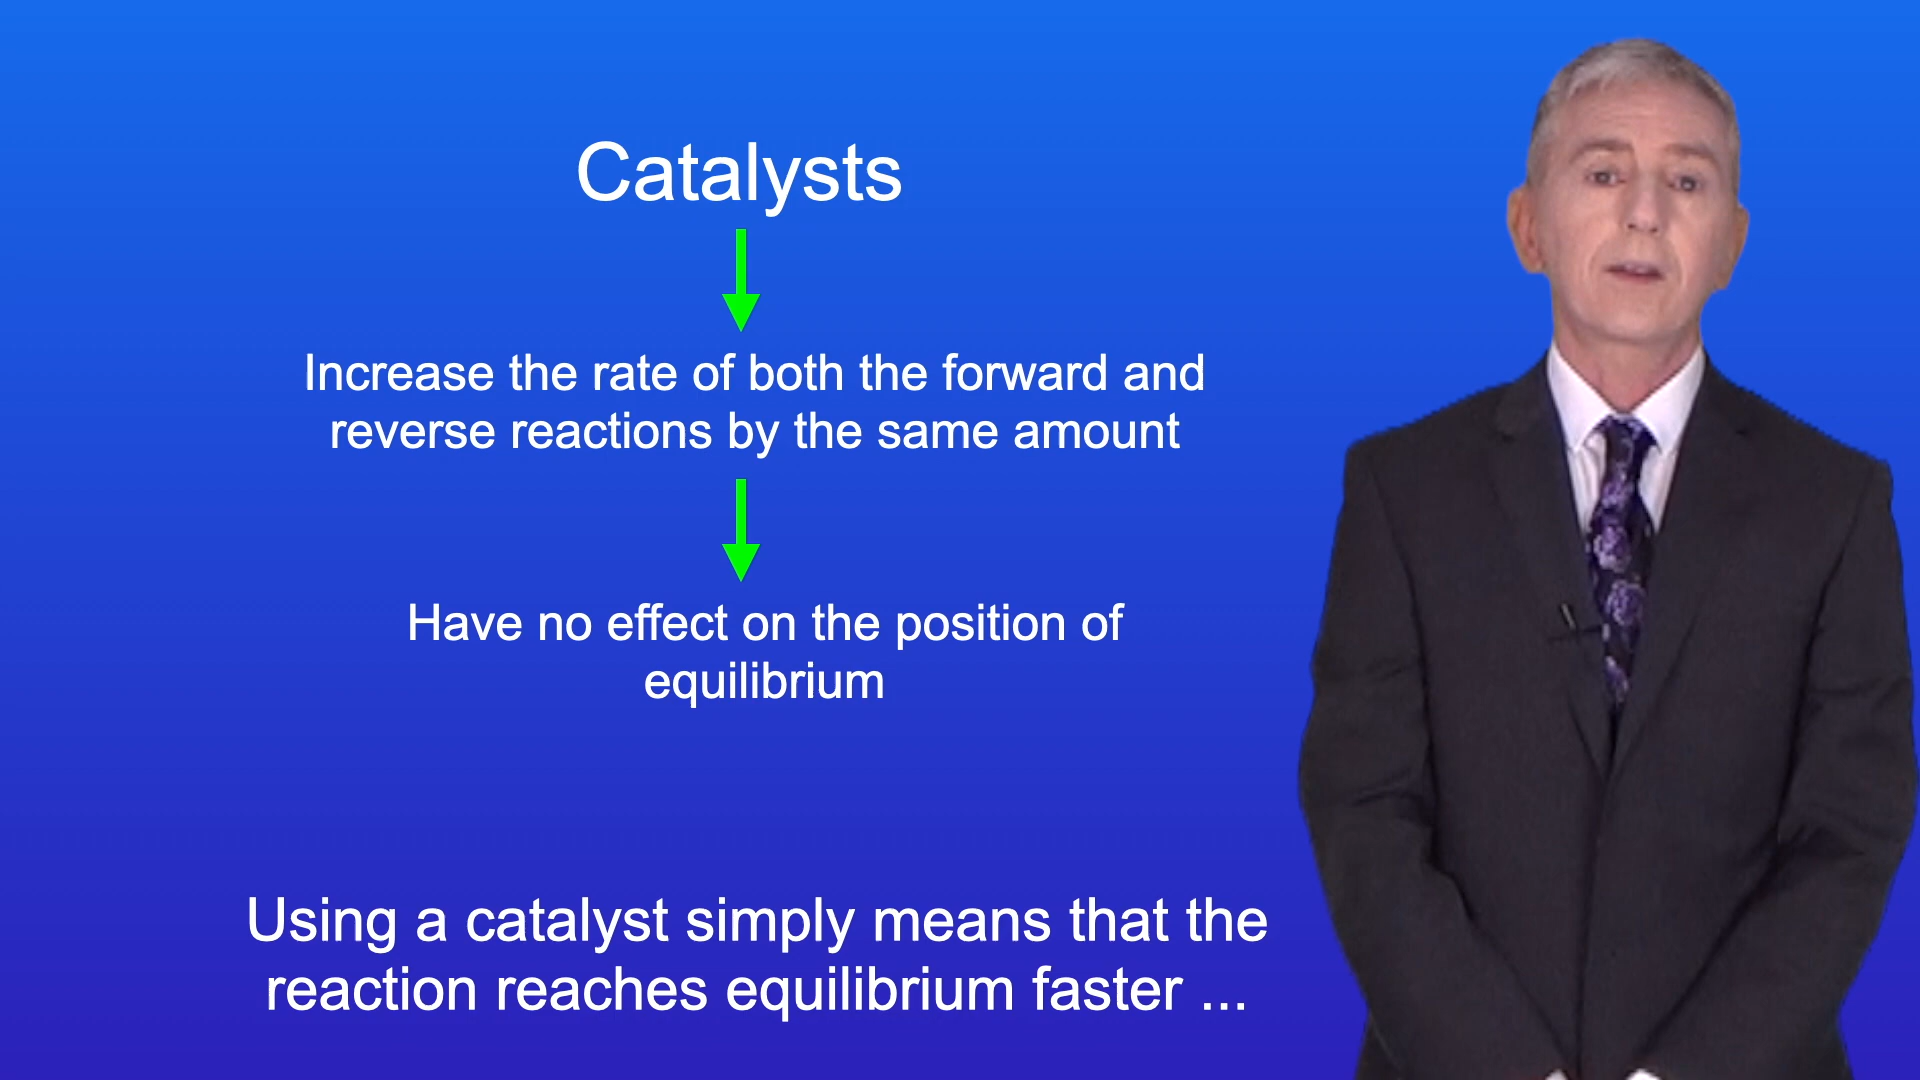 Catalysts
Increase the rate of both the forward and
reverse reactions by the same amount
Have no effect on the position of
equilibrium
Using a catalyst simply means that the
reaction reaches equilibrium faster ...